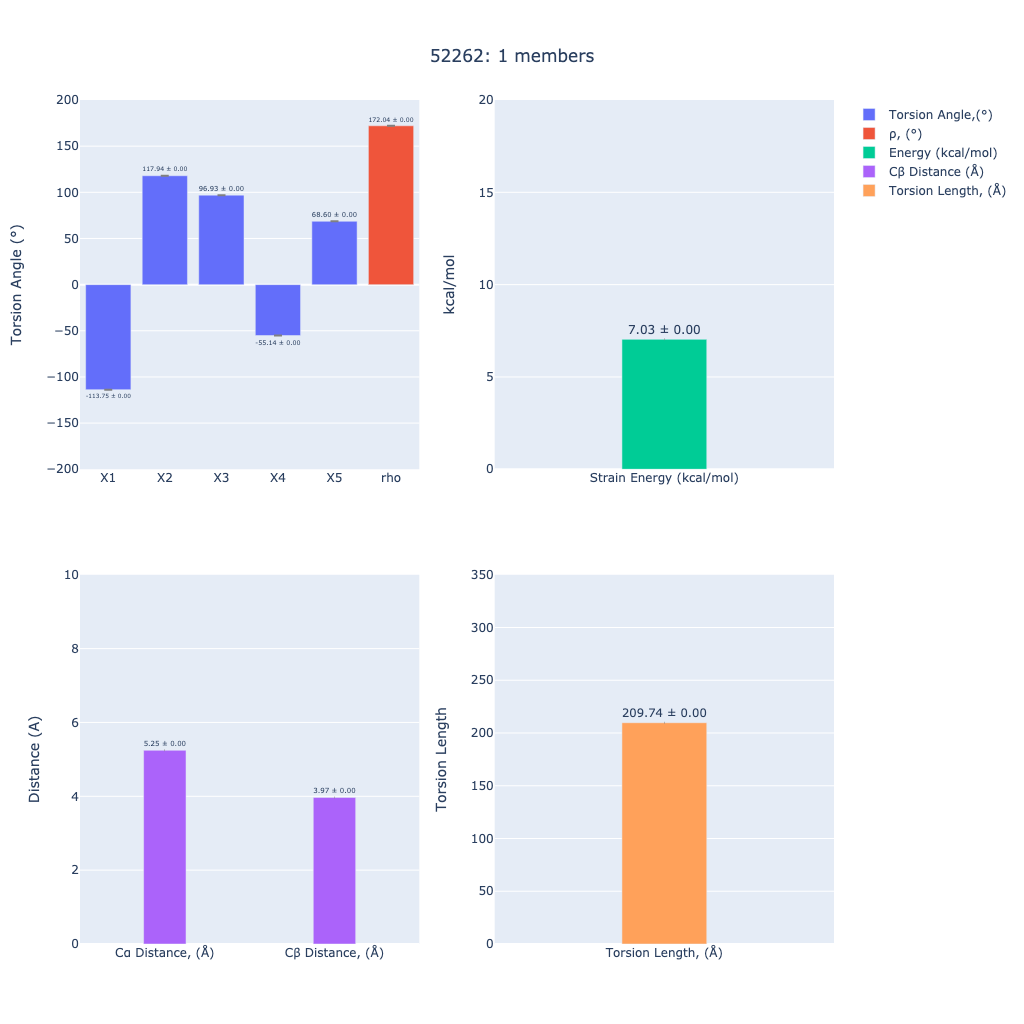 52262: 1 members
200
150
100
50
0
−50
−100
−150
−200
Torsion Angle (°)
-113.75 ± 0.00
117.94 ± 0.00
96.93 ± 0.00
-55.14 ± 0.00
68.60 ± 0.00
172.04 ± 0.00
X1
X2
X3
X4
X5
rho
20
15
10
5
0
kcal/mol
7.03 ± 0.00
Strain Energy (kcal/mol)
Torsion Angle,(°)
ρ, (°)
Energy (kcal/mol)
Cβ Distance (Å)
Torsion Length, (Å)
10
8
6
4
2
0
Distance (A)
5.25 ± 0.00
3.97 ± 0.00
Cα Distance, (Å)
Cβ Distance, (Å)
350
300
250
200
150
100
50
0
Torsion Length
209.74 ± 0.00
Torsion Length, (Å)